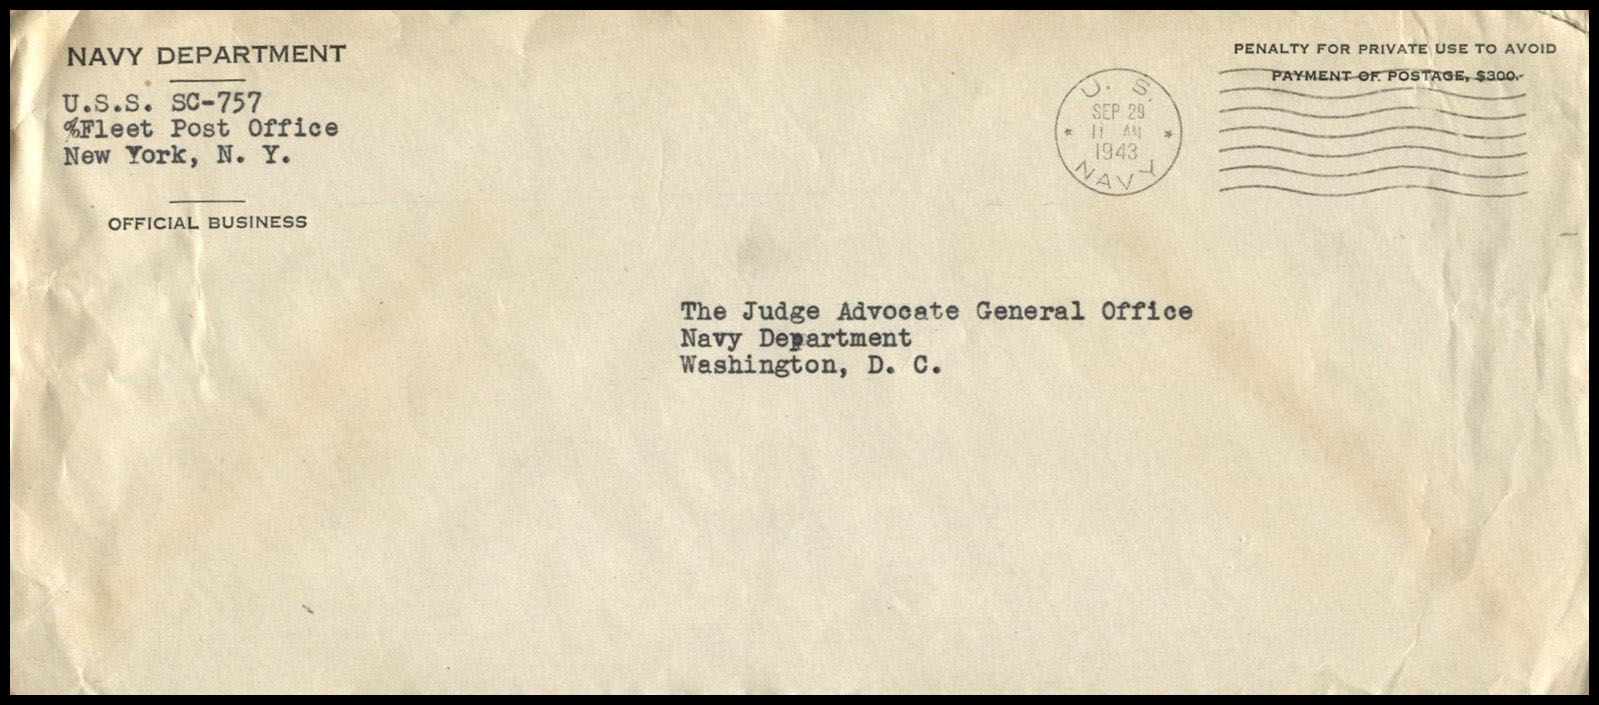 NAVY DEPARTMENT
U.S.S. SC-757
%Fleet Post Office
New York, N. Y.
OFFICIAL BUSINESS
PENALTY FOR PRIVATE USE TO AVOID
PAYMENT OF POSTAGE, $300.
U. S.
SEP 29
11 AM
1943
NAVY
The Judge Advocate General Office
Navy Department
Washington, D. C.